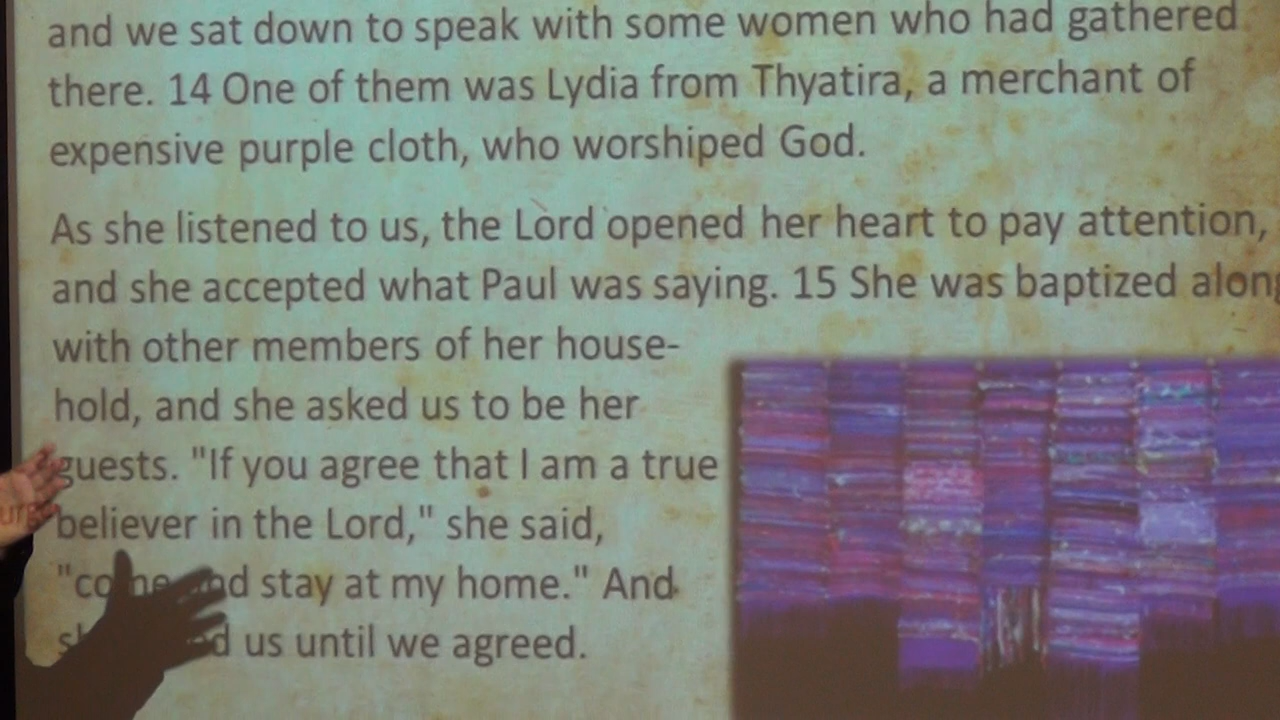 and we sat down to speak with some women who had gathered
there. 14 One of them was Lydia from Thyatira, a merchant of
expensive purple cloth, who worshiped God.
As she listened to us, the Lord opened her heart to pay attention,
and she accepted what Paul was saying. 15 She was baptized along
with other members of her house-
hold, and she asked us to be her
guests. "If you agree that I am a true
believer in the Lord," she said,
"come and stay at my home." And
us until we agreed.